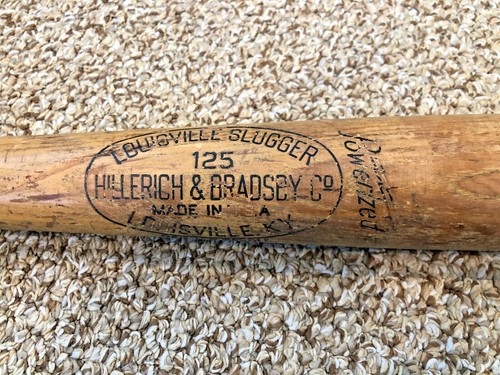 LOUISVILLE SLUGGER
125
HILLERICH & BRADSBY CO
MADE IN U.S.A
LOUISVILLE, KY.
Powerized